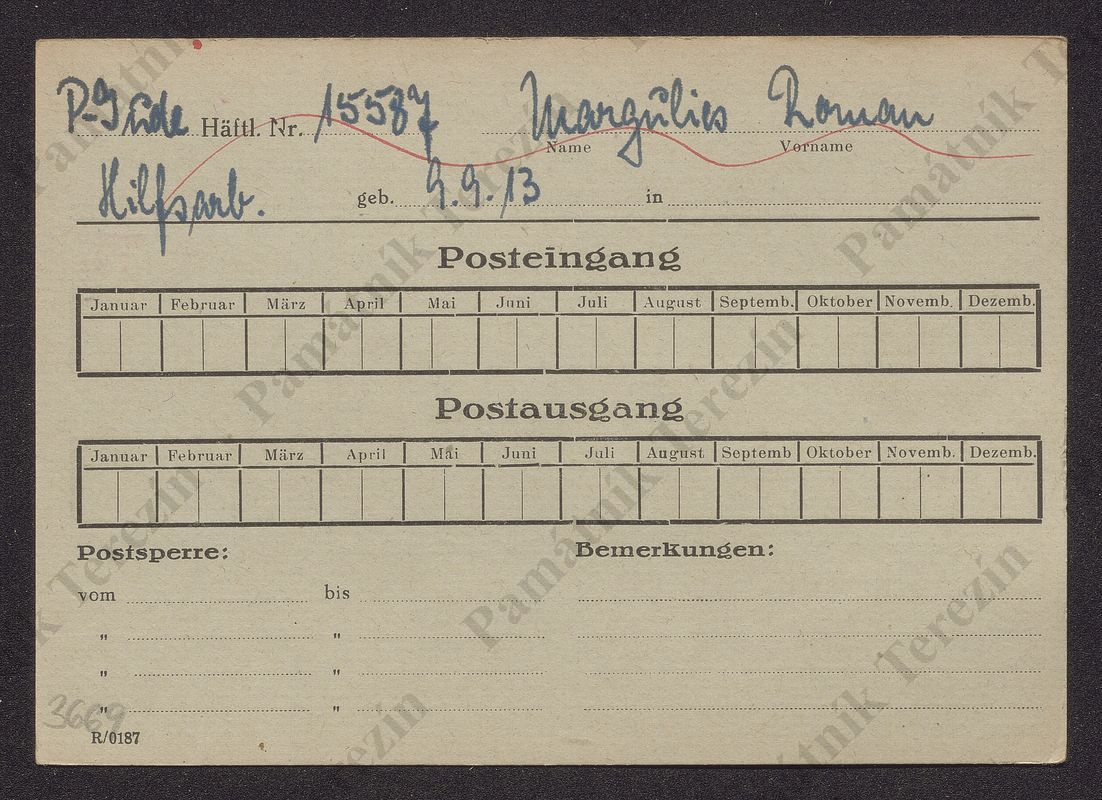 P-Jude Häftl. Nr. 15587 Margulies Roman
Name Vorname
Hilfsarb. geb. 9.9.13 in
Posteingang
Januar Februar März April Mai Juni Juli August Septemb. Oktober Novemb. Dezemb.
Postausgang
Januar Februar März April Mai Juni Juli August Septemb Oktober Novemb. Dezemb.
Postsperre: Bemerkungen:
vom bis
" "
" "
" "
3669
R/0187
Památník Terezín